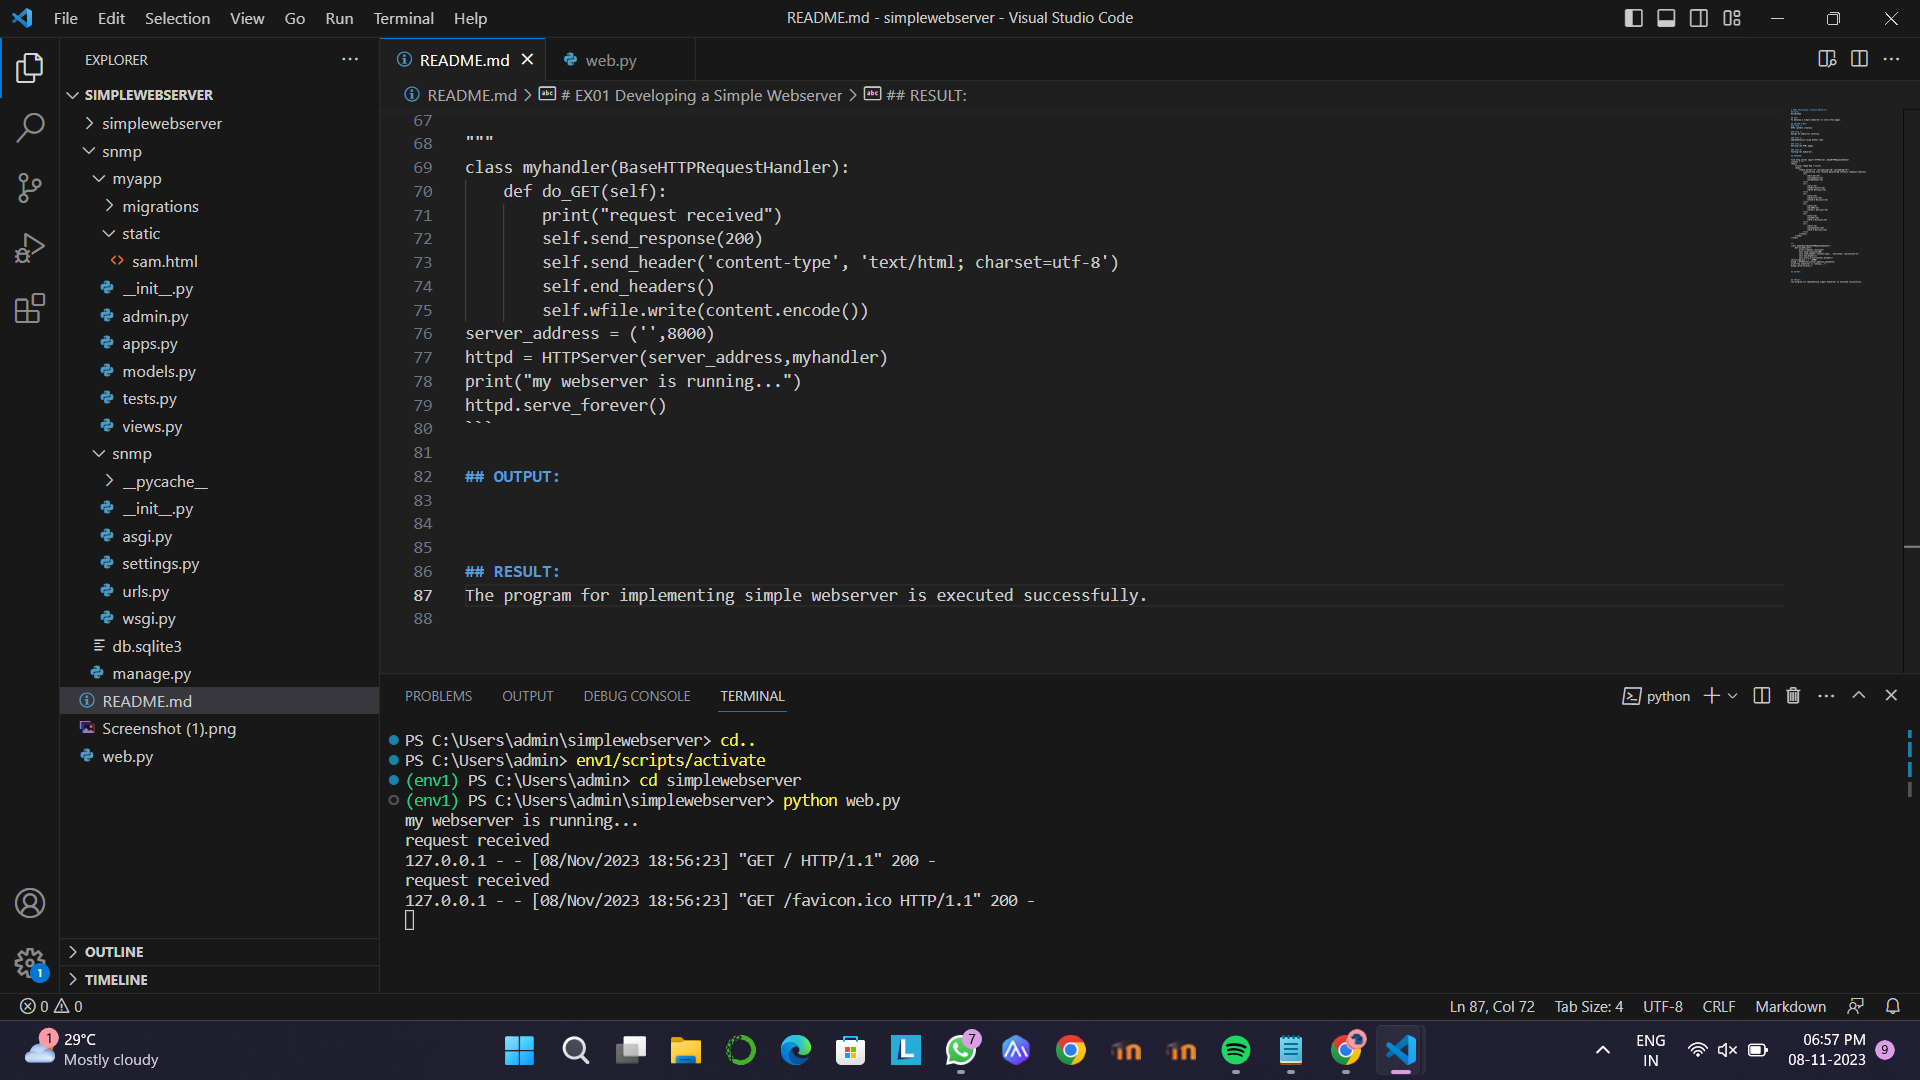 File Edit Selection View Go Run Terminal Help
README.md - simplewebserver - Visual Studio Code
EXPLORER
SIMPLEWEBSERVER
simplewebserver
snmp
myapp
migrations
static
sam.html
__init__.py
admin.py
apps.py
models.py
tests.py
views.py
snmp
__pycache__
__init__.py
asgi.py
settings.py
urls.py
wsgi.py
db.sqlite3
manage.py
README.md
Screenshot (1).png
web.py
OUTLINE
TIMELINE
README.md web.py
README.md > # EX01 Developing a Simple Webserver > ## RESULT:
67
68 """
69 class myhandler(BaseHTTPRequestHandler):
70 def do_GET(self):
71 print("request received")
72 self.send_response(200)
73 self.send_header('content-type', 'text/html; charset=utf-8')
74 self.end_headers()
75 self.wfile.write(content.encode())
76 server_address = ('',8000)
77 httpd = HTTPServer(server_address,myhandler)
78 print("my webserver is running...")
79 httpd.serve_forever()
80 ```
81
82 ## OUTPUT:
83
84
85
86 ## RESULT:
87 The program for implementing simple webserver is executed successfully.
88
PROBLEMS OUTPUT DEBUG CONSOLE TERMINAL
python
PS C:\Users\admin\simplewebserver> cd..
PS C:\Users\admin> env1/scripts/activate
(env1) PS C:\Users\admin> cd simplewebserver
(env1) PS C:\Users\admin\simplewebserver> python web.py
my webserver is running...
request received
127.0.0.1 - - [08/Nov/2023 18:56:23] "GET / HTTP/1.1" 200 -
request received
127.0.0.1 - - [08/Nov/2023 18:56:23] "GET /favicon.ico HTTP/1.1" 200 -
1
0 0
Ln 87, Col 72 Tab Size: 4 UTF-8 CRLF Markdown
1
29°C
Mostly cloudy
L
7
ENG
IN
06:57 PM
08-11-2023
9